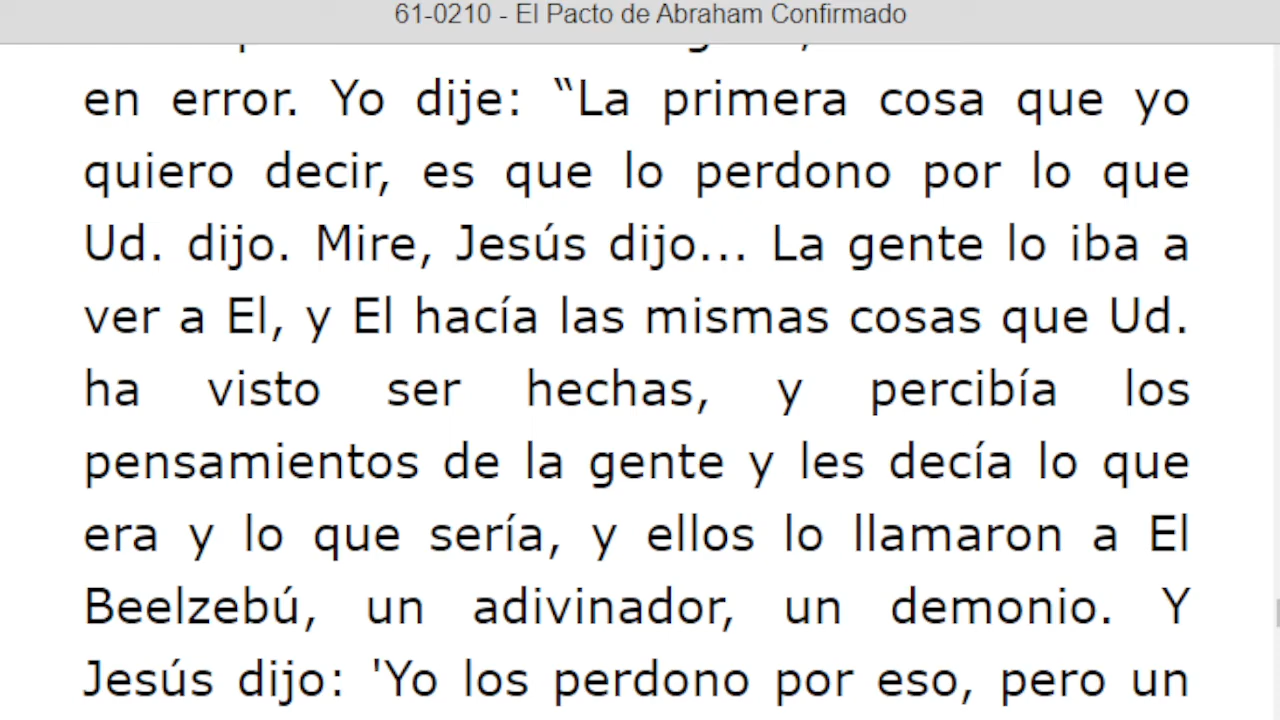 61-0210 - El Pacto de Abraham Confirmado
en error. Yo dije: “La primera cosa que yo
quiero decir, es que lo perdono por lo que
Ud. dijo. Mire, Jesús dijo... La gente lo iba a
ver a El, y El hacía las mismas cosas que Ud.
ha visto ser hechas, y percibía los
pensamientos de la gente y les decía lo que
era y lo que sería, y ellos lo llamaron a El
Beelzebú, un adivinador, un demonio. Y
Jesús dijo: 'Yo los perdono por eso, pero un